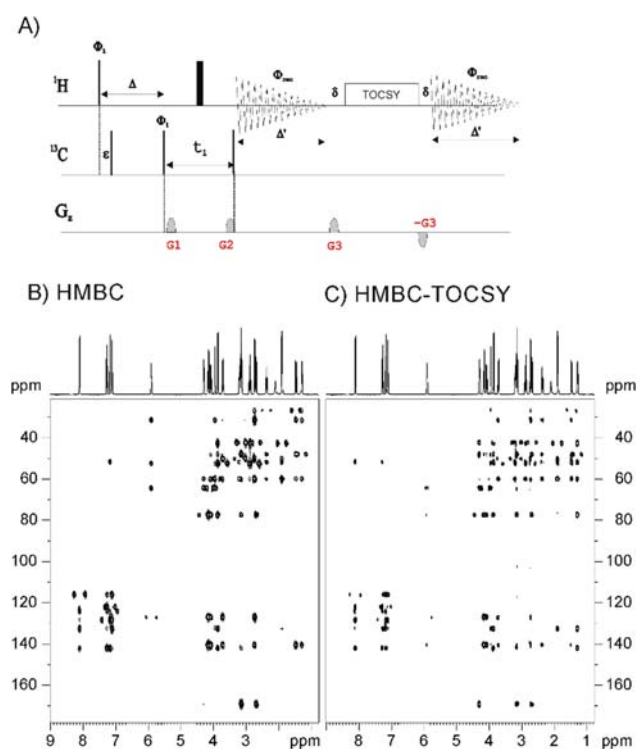 A)
Φ1 Φrec Φrec
¹H Δ δ TOCSY δ
Δ' Δ'
Φ1
¹³C ε t₁
Gz
G1 G2 G3 -G3
B) HMBC C) HMBC-TOCSY
ppm ppm
40 40
60 60
80 80
100 100
120 120
140 140
160 160
9 8 7 6 5 4 3 2 ppm 9 8 7 6 5 4 3 2 1 ppm